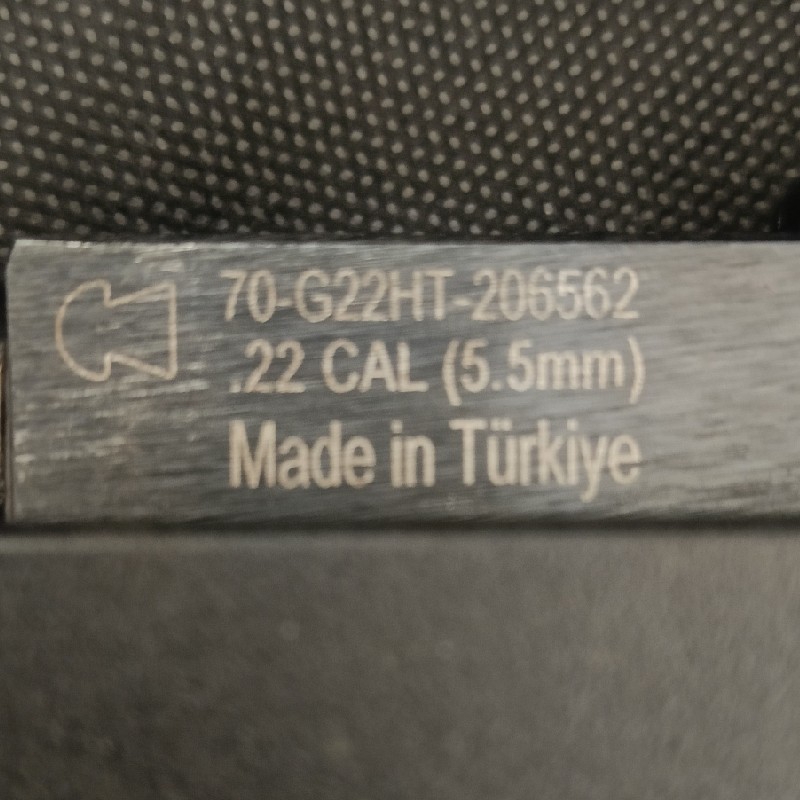 70-G22HT-206562
.22 CAL (5.5mm)
Made in Türkiye